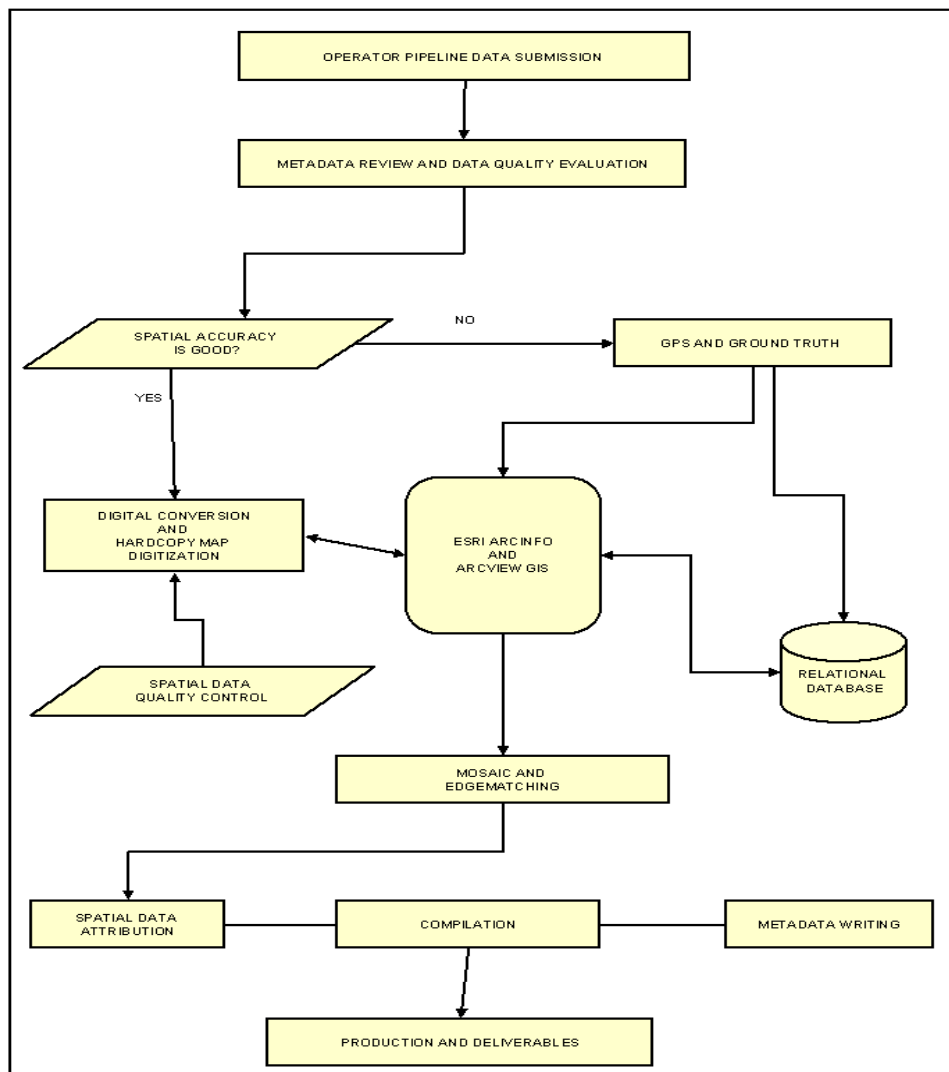 OPERATOR PIPELINE DATA SUBMISSION
METADATA REVIEW AND DATA QUALITY EVALUATION
SPATIAL ACCURACY
IS GOOD?
NO
GPS AND GROUND TRUTH
YES
DIGITAL CONVERSION
AND
HARDCOPY MAP
DIGITIZATION
ESRI ARCINFO
AND
ARCVIEW GIS
SPATIAL DATA
QUALITY CONTROL
RELATIONAL
DATABASE
MOSAIC AND
EDGEMATCHING
SPATIAL DATA
ATTRIBUTION
COMPILATION
METADATA WRITING
PRODUCTION AND DELIVERABLES